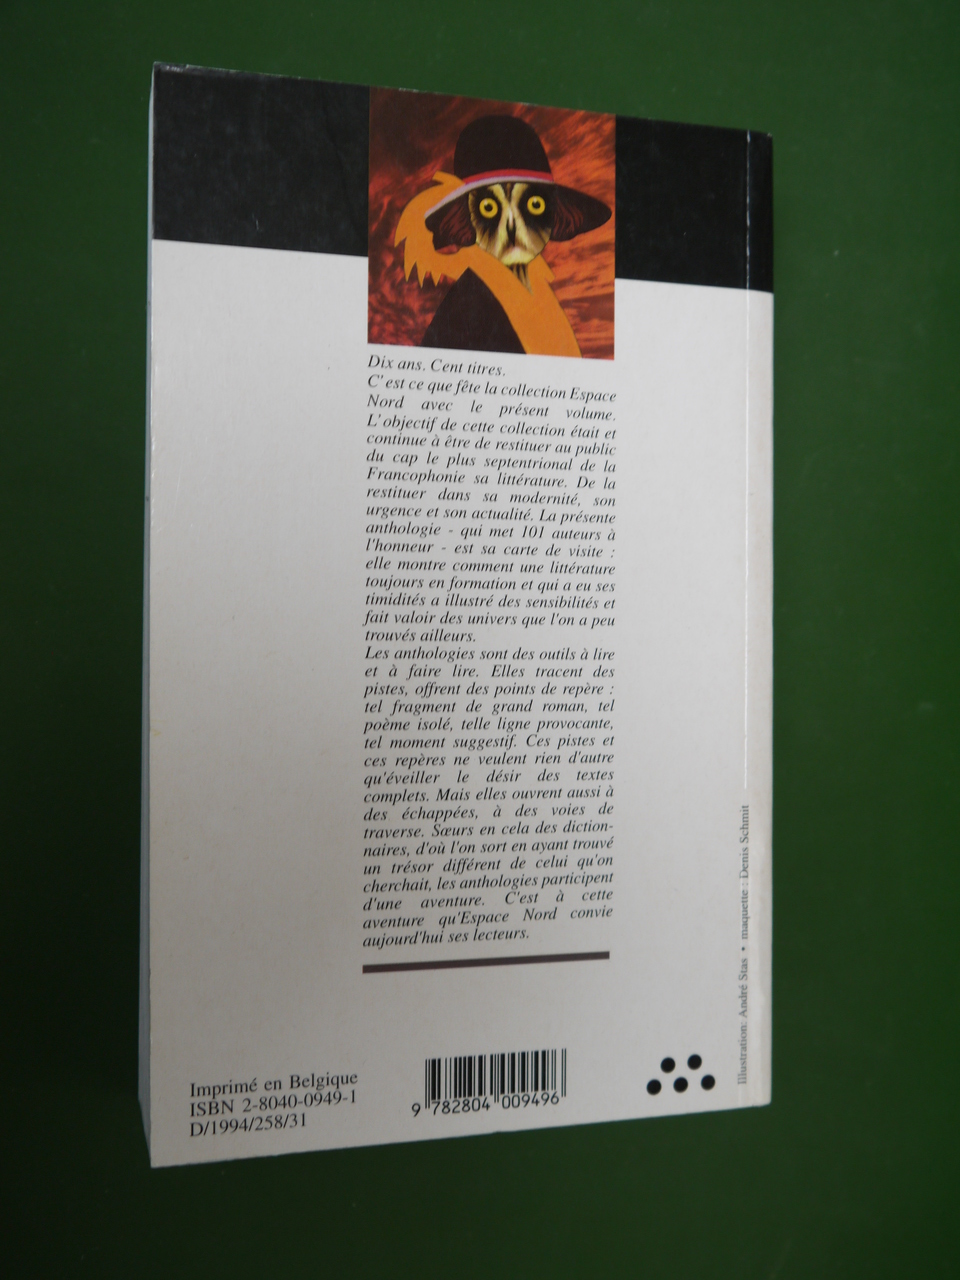 Dix ans. Cent titres.
C'est ce que fête la collection Espace
Nord avec le présent volume.
L'objectif de cette collection était et
continue à être de restituer au public
du cap le plus septentrional de la
Francophonie sa littérature. De la
restituer dans sa modernité, son
urgence et son actualité. La présente
anthologie - qui met 101 auteurs à
l'honneur - est sa carte de visite :
elle montre comment une littérature
toujours en formation et qui a eu ses
timidités a illustré des sensibilités et
fait valoir des univers que l'on a peu
trouvés ailleurs.
Les anthologies sont des outils à lire
et à faire lire. Elles tracent des
pistes, offrent des points de repère :
tel fragment de grand roman, tel
poème isolé, telle ligne provocante,
tel moment suggestif. Ces pistes et
ces repères ne veulent rien d'autre
qu'éveiller le désir des textes
complets. Mais elles ouvrent aussi à
des échappées, à des voies de
traverse. Sœurs en cela des diction-
naires, d'où l'on sort en ayant trouvé
un trésor différent de celui qu'on
cherchait, les anthologies participent
d'une aventure. C'est à cette
aventure qu'Espace Nord convie
aujourd'hui ses lecteurs.
Imprimé en Belgique
ISBN 2-8040-0949-1
D/1994/258/31
9 782804 009496
Illustration: André Stas • maquette : Denis Schmit